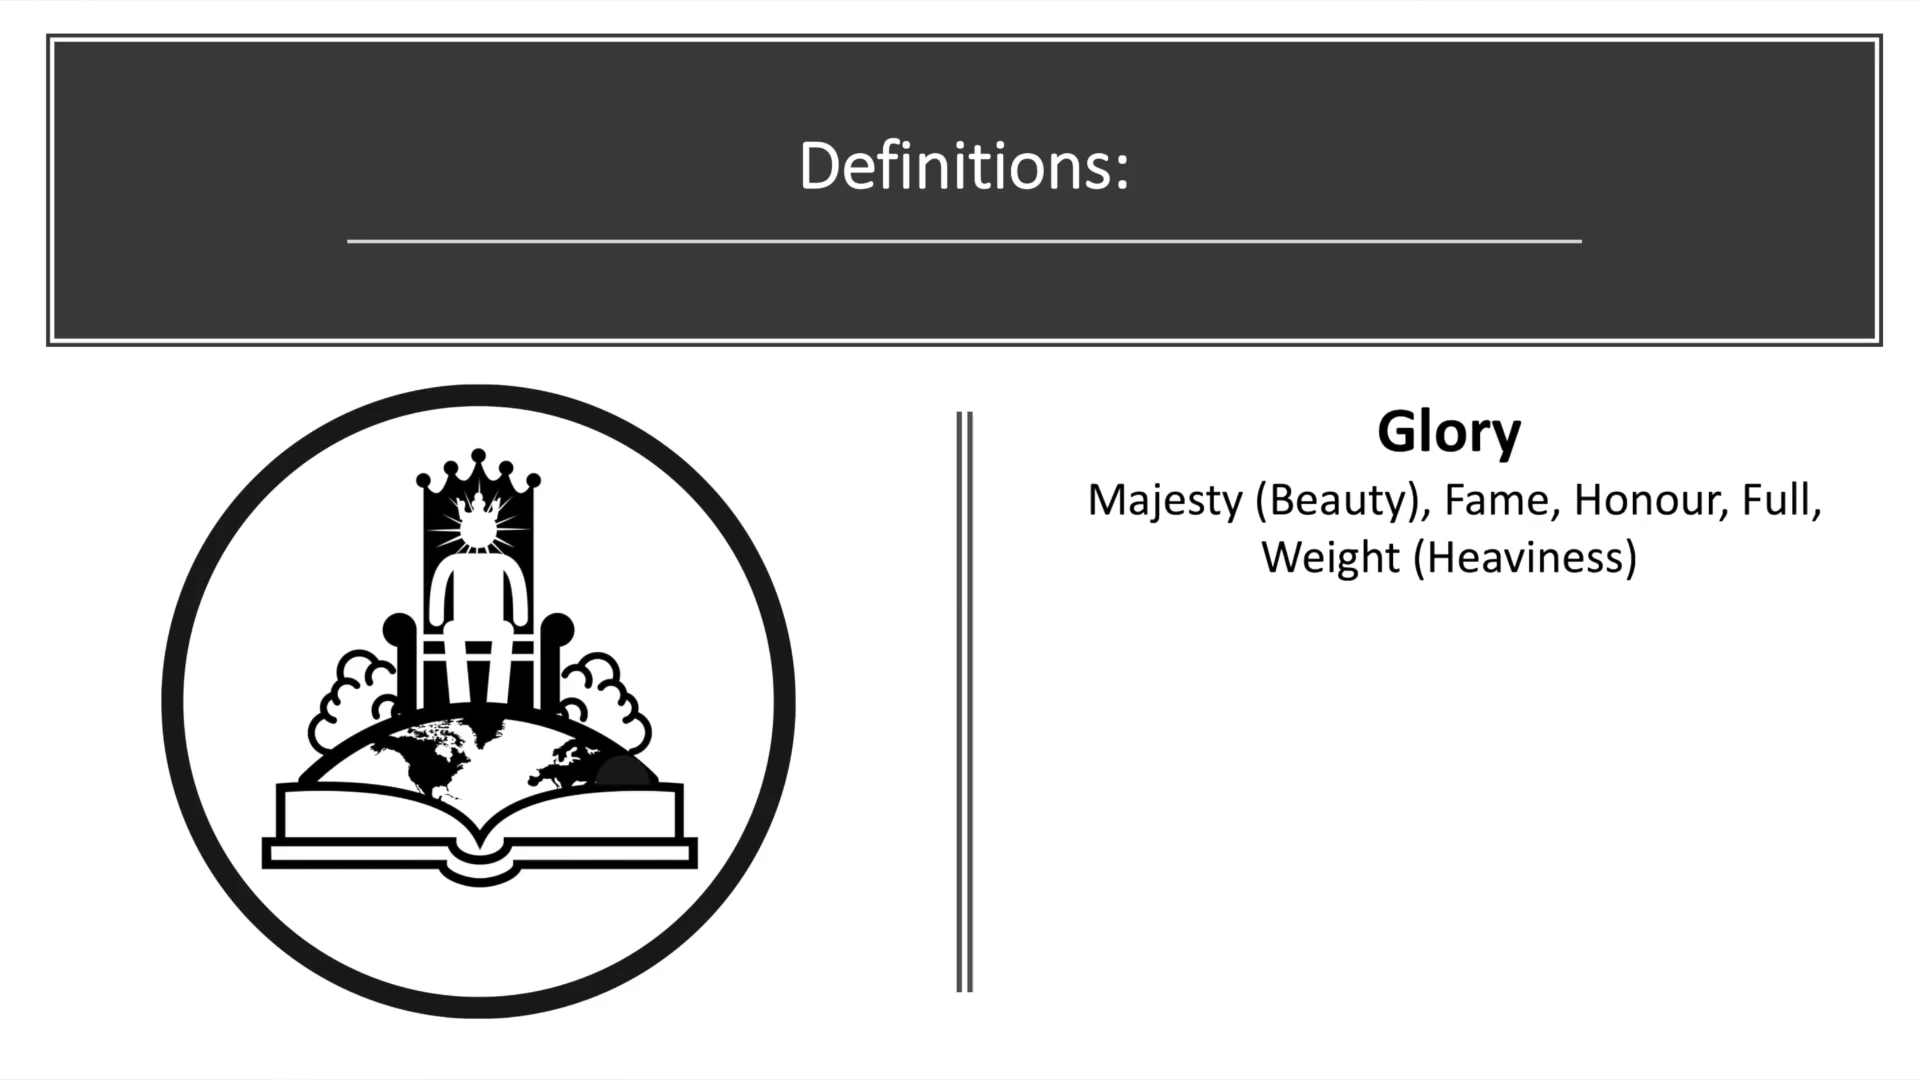 Definitions:
Glory
Majesty (Beauty), Fame, Honour, Full,
Weight (Heaviness)